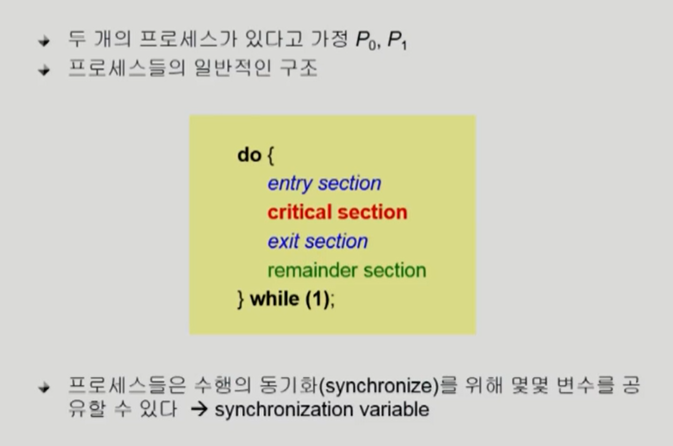 두 개의 프로세스가 있다고 가정 P0, P1
프로세스들의 일반적인 구조
do {
entry section
critical section
exit section
remainder section
} while (1);
프로세스들은 수행의 동기화(synchronize)를 위해 몇몇 변수를 공
유할 수 있다 → synchronization variable